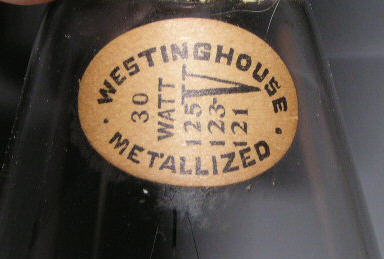 WESTINGHOUSE
30
WATT
125
123 V
121
METALLIZED